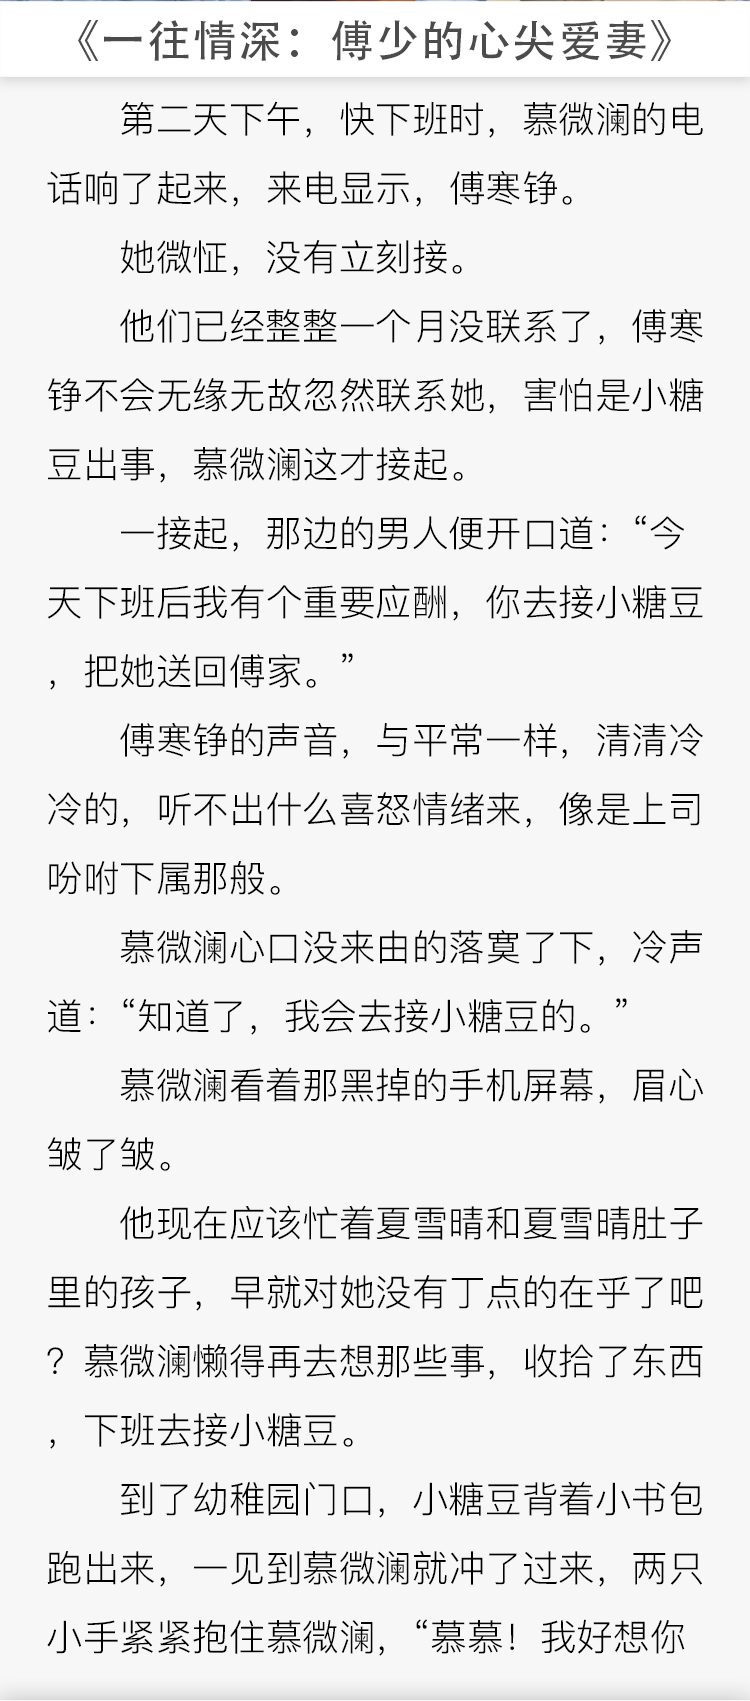 《一往情深：傅少的心尖爱妻》
第二天下午，快下班时，慕微澜的电
话响了起来，来电显示，傅寒铮。
她微怔，没有立刻接。
他们已经整整一个月没联系了，傅寒
铮不会无缘无故忽然联系她，害怕是小糖
豆出事，慕微澜这才接起。
一接起，那边的男人便开口道：“今
天下班后我有个重要应酬，你去接小糖豆
，把她送回傅家。”
傅寒铮的声音，与平常一样，清清冷
冷的，听不出什么喜怒情绪来，像是上司
吩咐下属那般。
慕微澜心口没来由的落寞了下，冷声
道：“知道了，我会去接小糖豆的。”
慕微澜看着那黑掉的手机屏幕，眉心
皱了皱。
他现在应该忙着夏雪晴和夏雪晴肚子
里的孩子，早就对她没有丁点的在乎了吧
？慕微澜懒得再去想那些事，收拾了东西
，下班去接小糖豆。
到了幼稚园门口，小糖豆背着小书包
跑出来，一见到慕微澜就冲了过来，两只
小手紧紧抱住慕微澜，“慕慕！我好想你